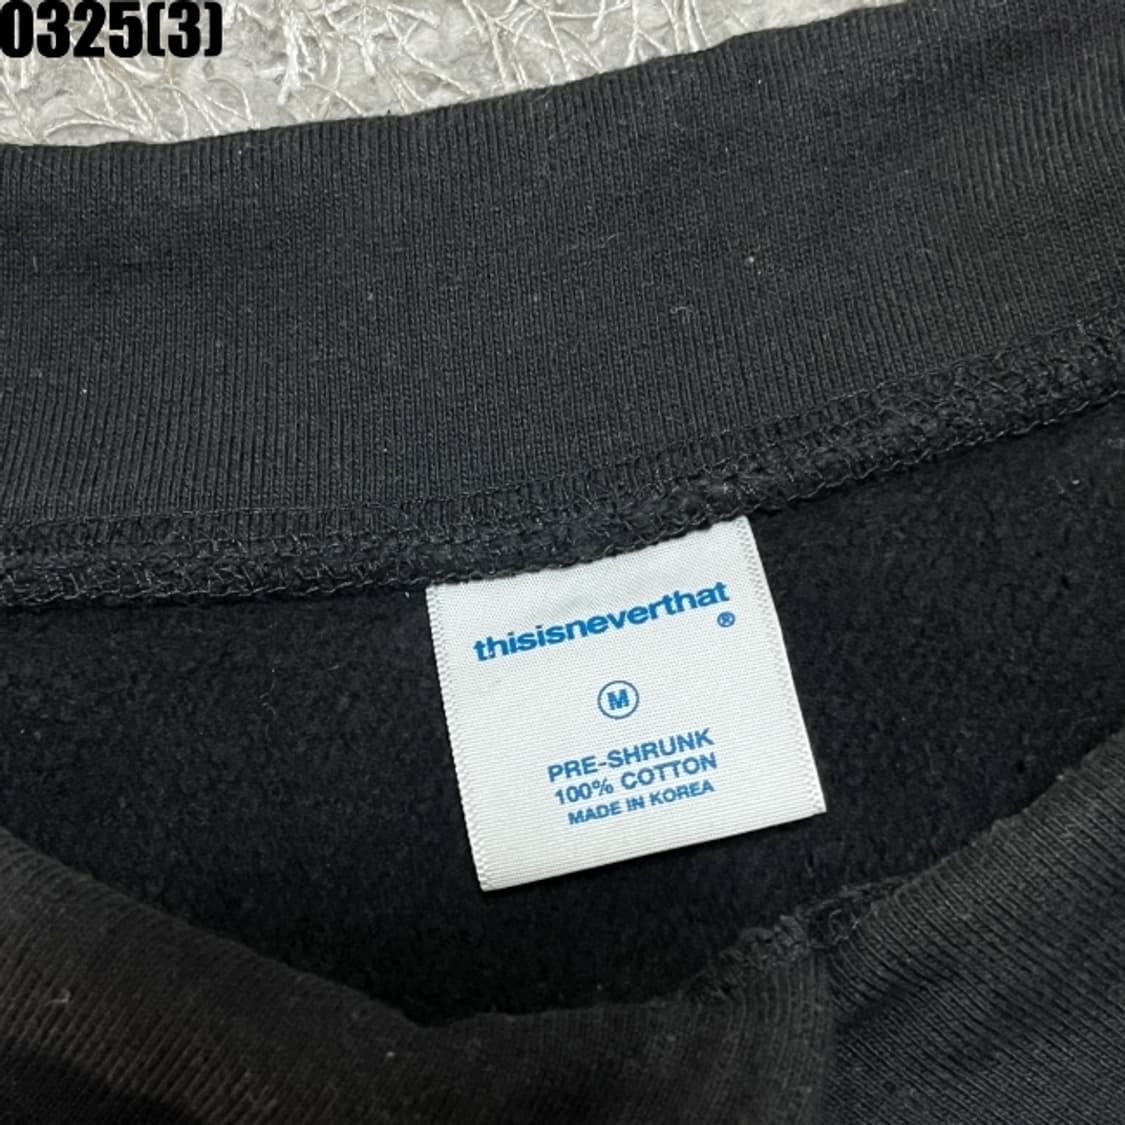 0325(3)
thisisneverthat
®
M
PRE-SHRUNK
100% COTTON
MADE IN KOREA